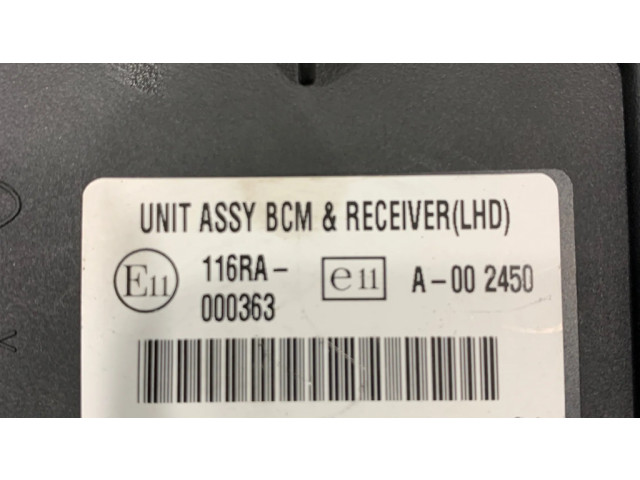 UNIT ASSY BCM & RECEIVER(LHD)
E11 116RA- e11 A-00 2450
000363